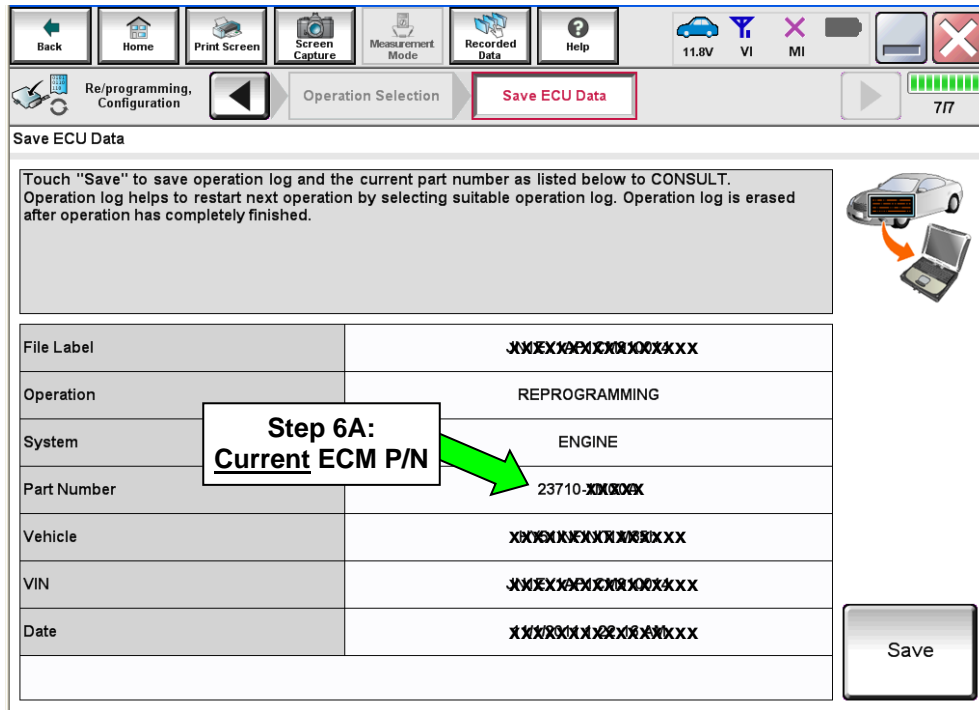 Back
Home
Print Screen
Screen Capture
Measurement Mode
Recorded Data
Help
11.8V
VI
MI
Re/programming, Configuration
Operation Selection
Save ECU Data
7/7
Save ECU Data
Touch "Save" to save operation log and the current part number as listed below to CONSULT.
Operation log helps to restart next operation by selecting suitable operation log. Operation log is erased
after operation has completely finished.
File Label
Operation
REPROGRAMMING
System
ENGINE
Step 6A:
Current ECM P/N
Part Number
23710-
Vehicle
VIN
Date
Save